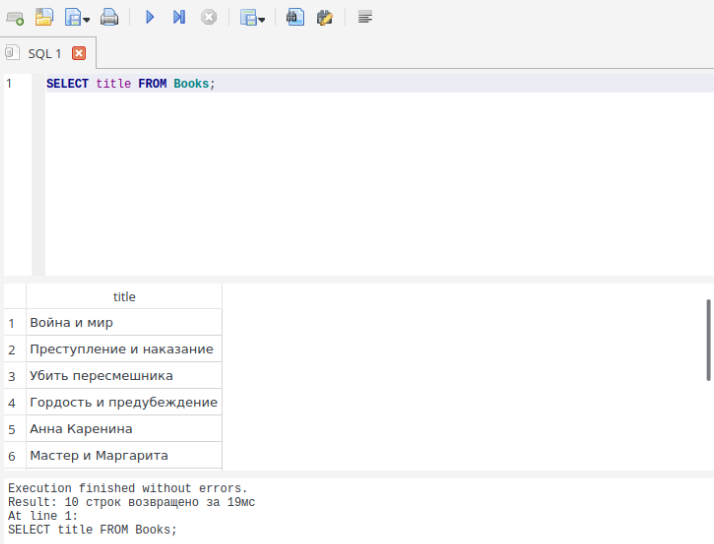 SQL 1
1 SELECT title FROM Books;
title
1 Война и мир
2 Преступление и наказание
3 Убить пересмешника
4 Гордость и предубеждение
5 Анна Каренина
6 Мастер и Маргарита
Execution finished without errors.
Result: 10 строк возвращено за 19мс
At line 1:
SELECT title FROM Books;